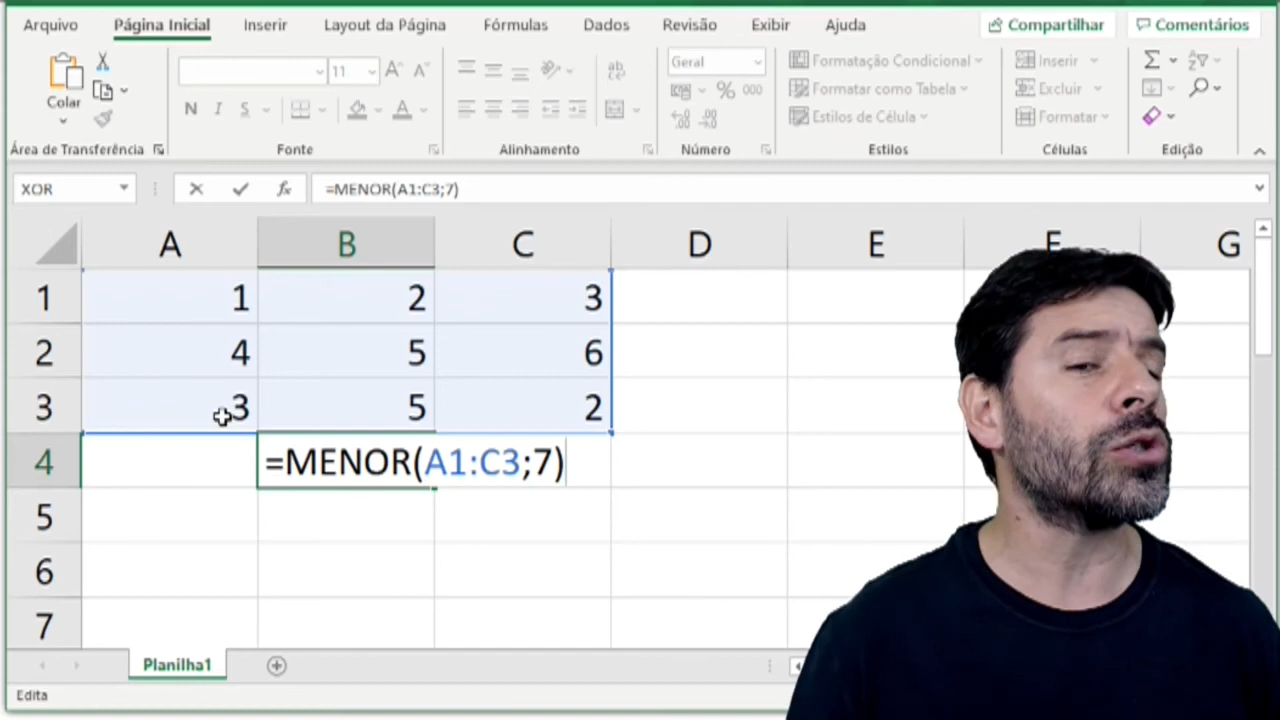 Arquivo Página Inicial Inserir Layout da Página Fórmulas Dados Revisão Exibir Ajuda Compartilhar Comentários
Colar
N I S
11 A A
A
ab
Geral
% 000
Formatação Condicional
Formatar como Tabela
Estilos de Célula
Inserir
Excluir
Formatar
Σ
Área de Transferência Fonte Alinhamento Número Estilos Células Edição
XOR fx =MENOR(A1:C3;7)
A B C D E F G
1 1 2 3
2 4 5 6
3 3 5 2
4 =MENOR(A1:C3;7)
5
6
7
Planilha1
Edita